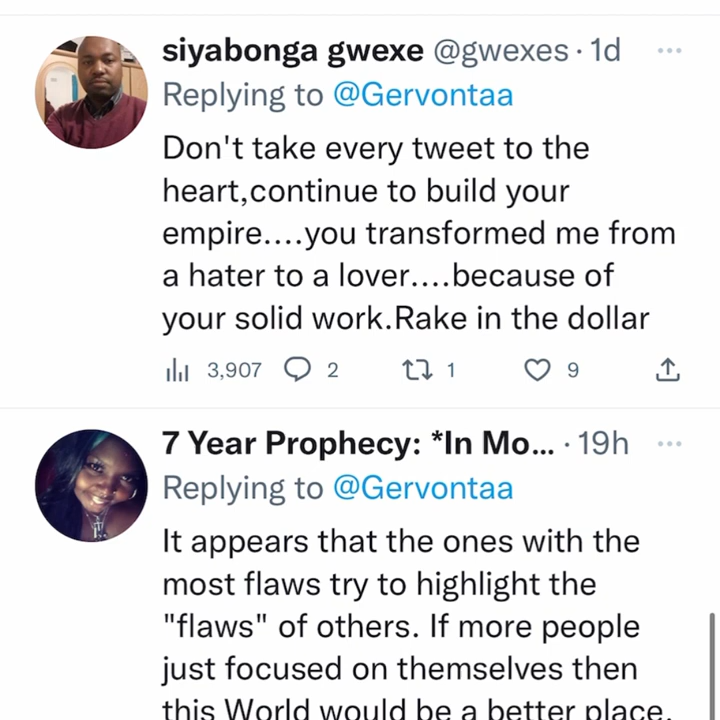 siyabonga gwexe @gwexes · 1d
Replying to @Gervontaa
Don't take every tweet to the
heart,continue to build your
empire....you transformed me from
a hater to a lover....because of
your solid work.Rake in the dollar
3,907 2 1 9
7 Year Prophecy: *In Mo... · 19h
Replying to @Gervontaa
It appears that the ones with the
most flaws try to highlight the
"flaws" of others. If more people
just focused on themselves then
this World would be a better place.